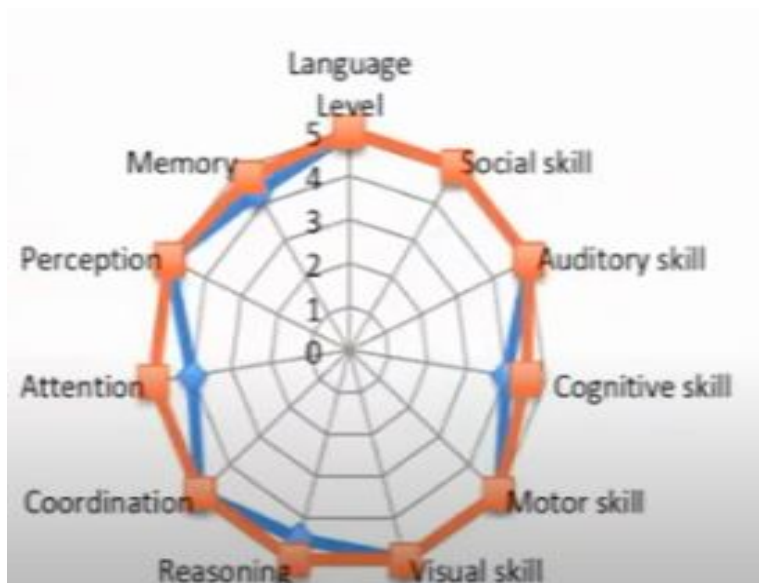 Language
Level
5
Memory
Social skill
4
3
Perception
Auditory skill
2
1
0
Attention
Cognitive skill
Coordination
Motor skill
Reasoning
Visual skill